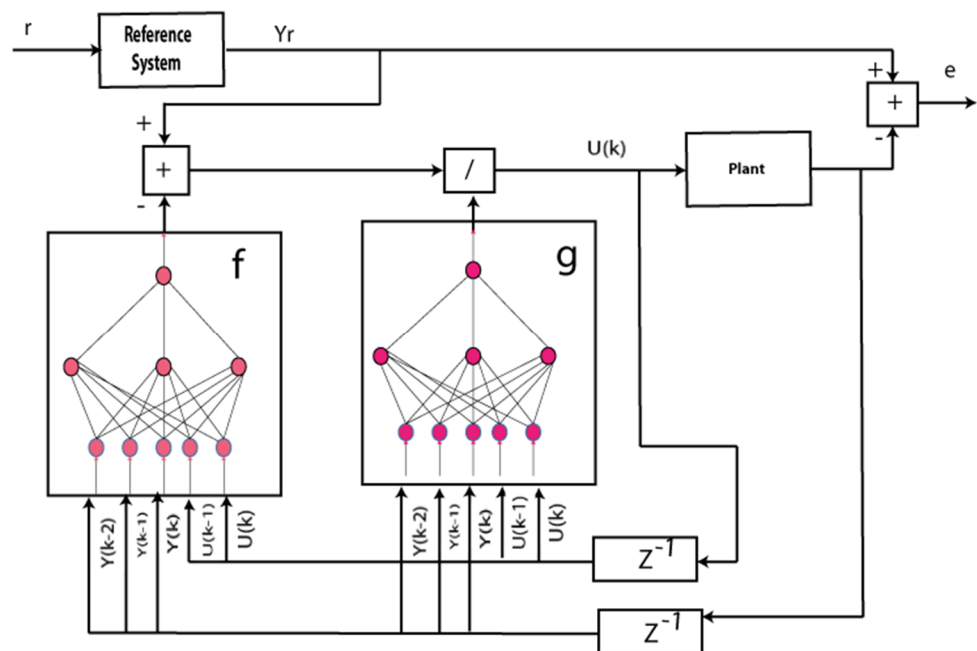 r
Reference
System
Yr
+
e
+
-
+
+
-
/
U(k)
Plant
f
g
Y(k-2)
Y(k-1)
Y(k)
U(k-1)
U(k)
Y(k-2)
Y(k-1)
Y(k)
U(k-1)
U(k)
Z⁻¹
Z⁻¹